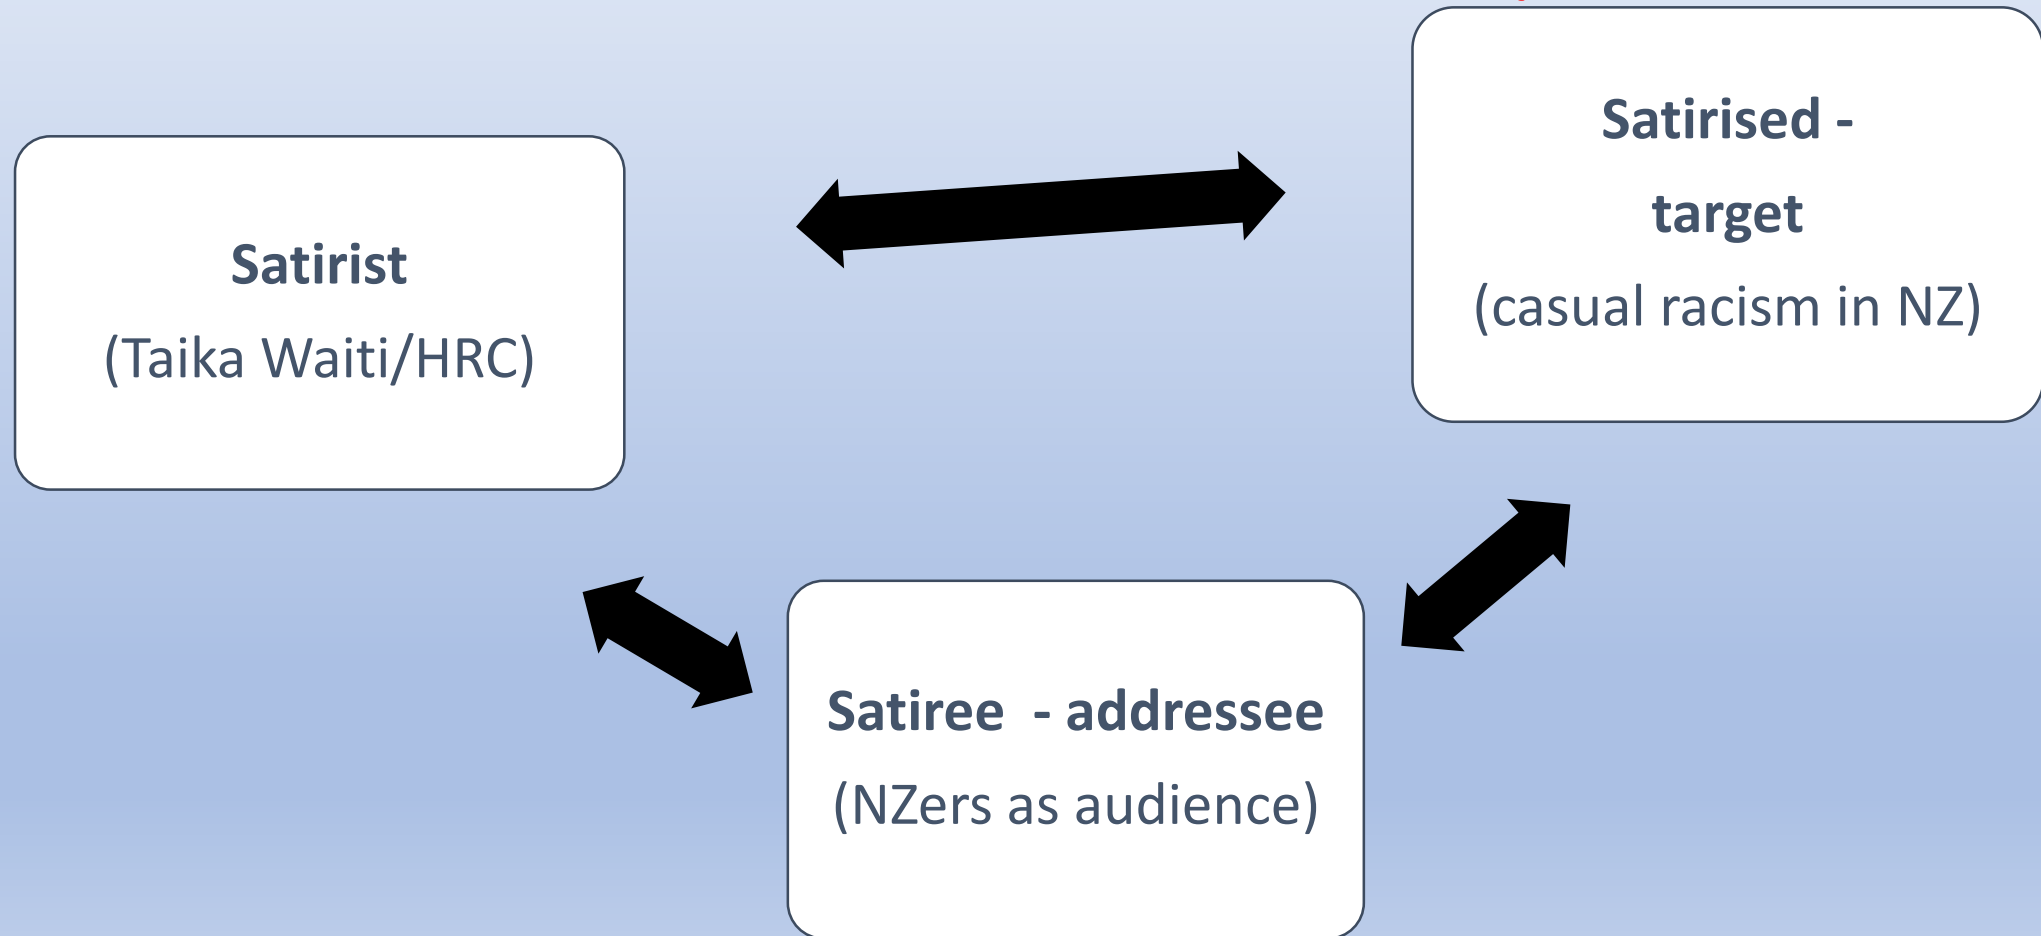 Satirist
(Taika Waiti/HRC)
Satirised -
target
(casual racism in NZ)
Satiree  - addressee
(NZers as audience)